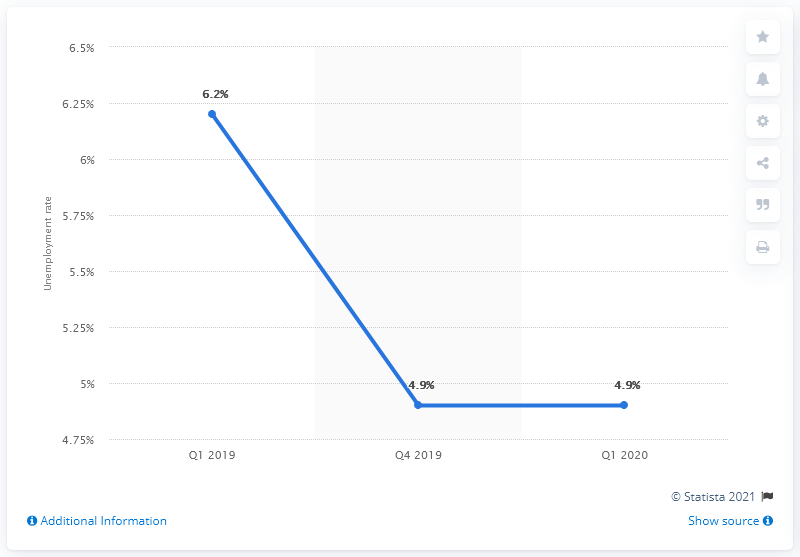 6.5%
6.2%
6.25%
6%
5.75%
Unemployment rate
5.5%
5.25%
5%
4.9%
4.9%
4.75%
Q1 2019
Q4 2019
Q1 2020
© Statista 2021
Additional Information
Show source